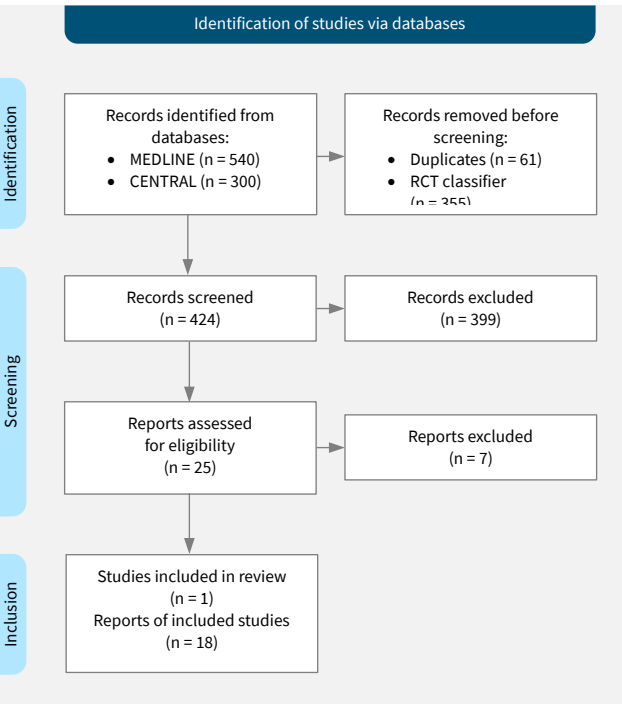 Identification of studies via databases
Identification
Records identified from
databases:
• MEDLINE (n = 540)
• CENTRAL (n = 300)
Records removed before
screening:
• Duplicates (n = 61)
• RCT classifier
(n = 355)
Screening
Records screened
(n = 424)
Records excluded
(n = 399)
Reports assessed
for eligibility
(n = 25)
Reports excluded
(n = 7)
Inclusion
Studies included in review
(n = 1)
Reports of included studies
(n = 18)